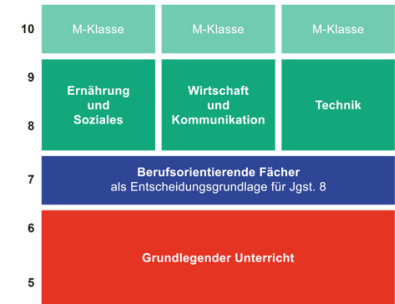 10
M-Klasse
M-Klasse
M-Klasse
9
8
Ernährung
und
Soziales
Wirtschaft
und
Kommunikation
Technik
7
Berufsorientierende Fächer
als Entscheidungsgrundlage für Jgst. 8
6
Grundlegender Unterricht
5